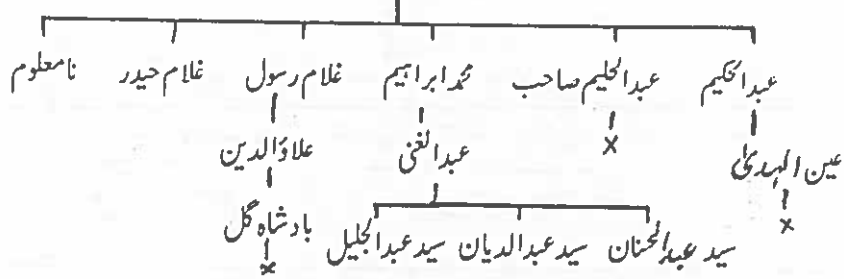 عبدالحکیم عبدالحلیم صاحب محمد ابراہیم غلام رسول غلام حیدر نامعلوم
عین الہدیٰ × عبدالغنی علاؤالدین
× سید عبدالحنان سید عبدالدیان سید عبدالجلیل بادشاہ گل
×